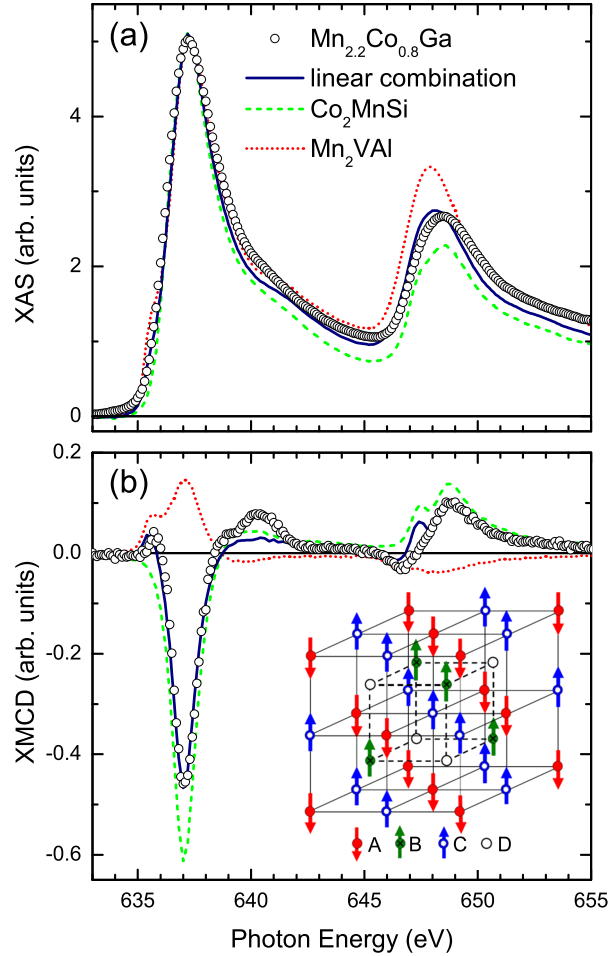 (a)
Mn₂.₂Co₀.₈Ga
linear combination
Co₂MnSi
Mn₂VAl
XAS (arb. units)
4
2
0
(b)
XMCD (arb. units)
0.2
0.0
-0.2
-0.4
-0.6
A B C D
635 640 645 650 655
Photon Energy (eV)